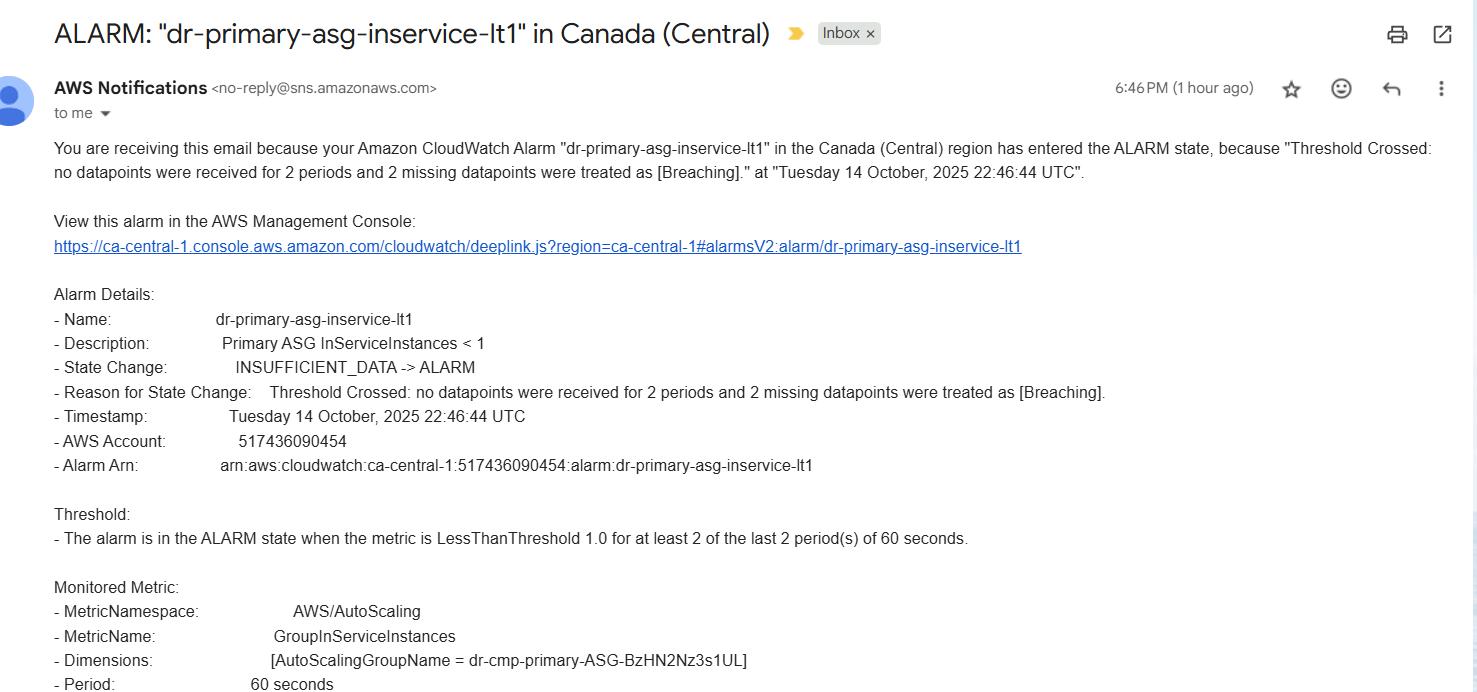 ALARM: "dr-primary-asg-inservice-lt1" in Canada (Central) Inbox ×
AWS Notifications <no-reply@sns.amazonaws.com> 6:46 PM (1 hour ago)
to me
You are receiving this email because your Amazon CloudWatch Alarm "dr-primary-asg-inservice-lt1" in the Canada (Central) region has entered the ALARM state, because "Threshold Crossed:
no datapoints were received for 2 periods and 2 missing datapoints were treated as [Breaching]." at "Tuesday 14 October, 2025 22:46:44 UTC".
View this alarm in the AWS Management Console:
https://ca-central-1.console.aws.amazon.com/cloudwatch/deeplink.js?region=ca-central-1#alarmsV2:alarm/dr-primary-asg-inservice-lt1
Alarm Details:
- Name: dr-primary-asg-inservice-lt1
- Description: Primary ASG InServiceInstances < 1
- State Change: INSUFFICIENT_DATA -> ALARM
- Reason for State Change: Threshold Crossed: no datapoints were received for 2 periods and 2 missing datapoints were treated as [Breaching].
- Timestamp: Tuesday 14 October, 2025 22:46:44 UTC
- AWS Account: 517436090454
- Alarm Arn: arn:aws:cloudwatch:ca-central-1:517436090454:alarm:dr-primary-asg-inservice-lt1
Threshold:
- The alarm is in the ALARM state when the metric is LessThanThreshold 1.0 for at least 2 of the last 2 period(s) of 60 seconds.
Monitored Metric:
- MetricNamespace: AWS/AutoScaling
- MetricName: GroupInServiceInstances
- Dimensions: [AutoScalingGroupName = dr-cmp-primary-ASG-BzHN2Nz3s1UL]
- Period: 60 seconds